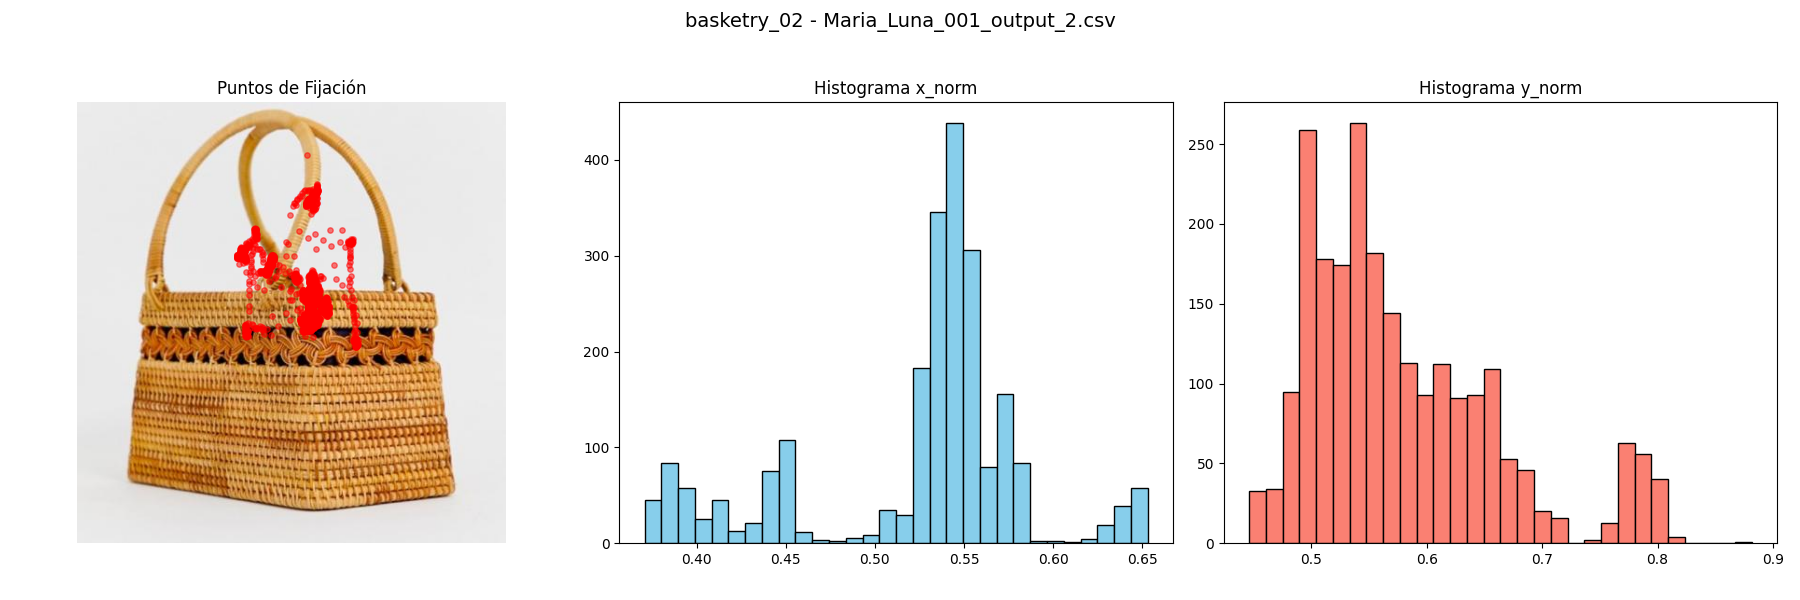 basketry_02 - Maria_Luna_001_output_2.csv
Puntos de Fijación
Histograma x_norm
400
300
200
100
0
0.40 0.45 0.50 0.55 0.60 0.65
Histograma y_norm
250
200
150
100
50
0
0.5 0.6 0.7 0.8 0.9